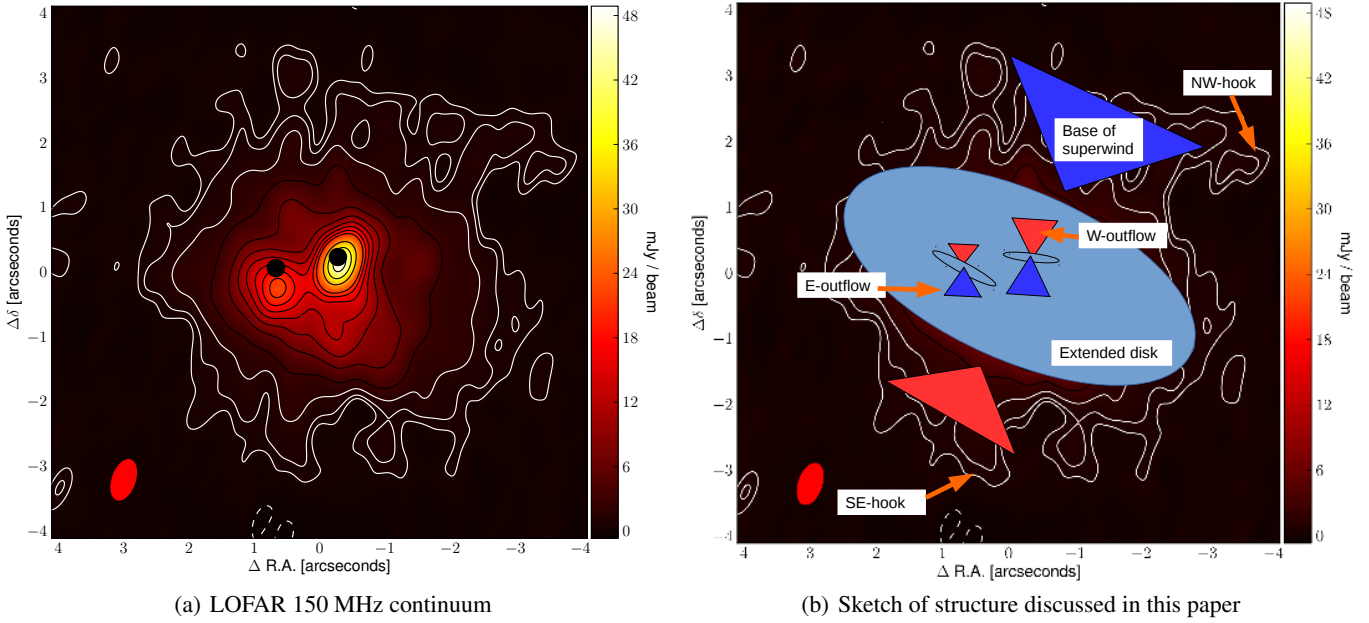 4
3
2
1
0
−1
−2
−3
−4
Δδ [arcseconds]
4 3 2 1 0 −1 −2 −3 −4
Δ R.A. [arcseconds]
48
42
36
30
24
18
12
6
0
mJy / beam
(a) LOFAR 150 MHz continuum
4
3
2
1
0
−1
−2
−3
−4
Δδ [arcseconds]
NW-hook
Base of
superwind
W-outflow
E-outflow
Extended disk
SE-hook
4 3 2 1 0 −1 −2 −3 −4
Δ R.A. [arcseconds]
48
42
36
30
24
18
12
6
0
mJy / beam
(b) Sketch of structure discussed in this paper